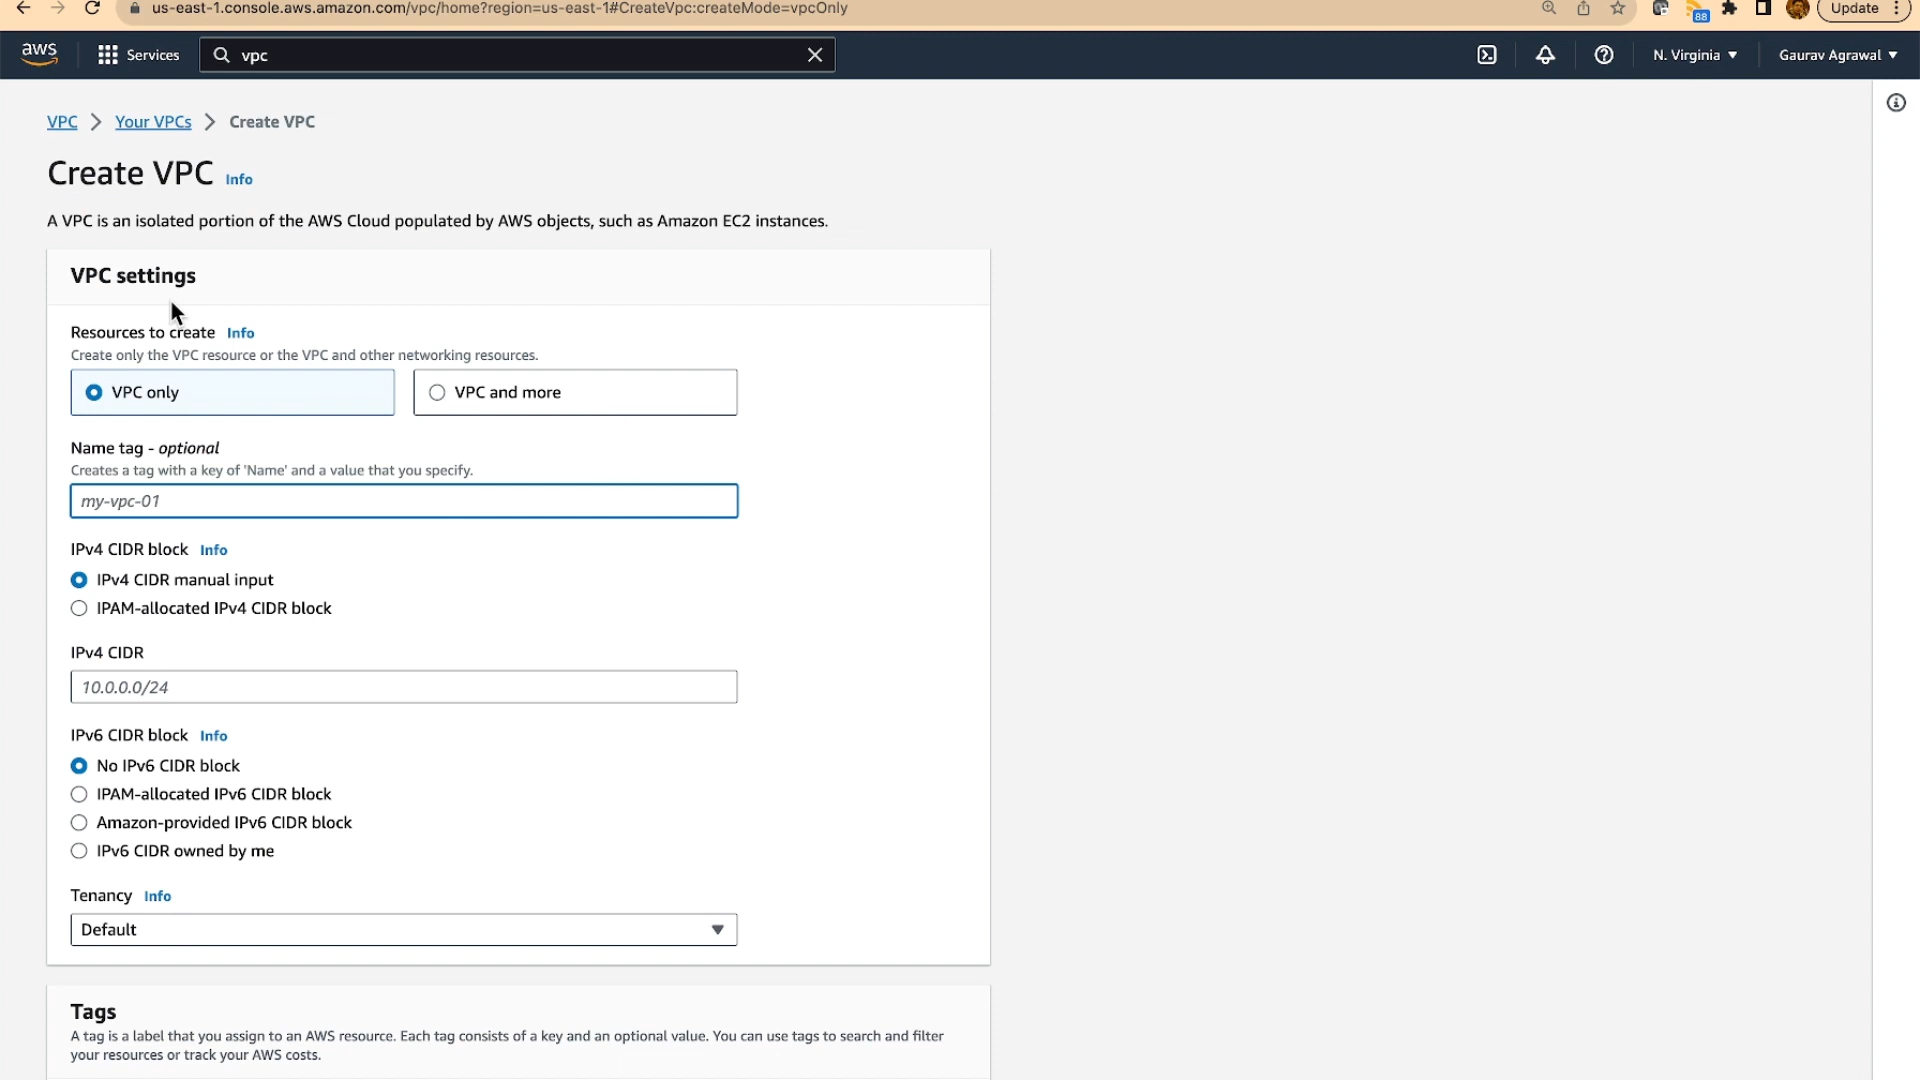 us-east-1.console.aws.amazon.com/vpc/home?region=us-east-1#CreateVpc:createMode=vpcOnly
88
Update
aws
Services
vpc
N. Virginia
Gaurav Agrawal
VPC
Your VPCs
Create VPC
Create VPC Info
A VPC is an isolated portion of the AWS Cloud populated by AWS objects, such as Amazon EC2 instances.
VPC settings
Resources to create Info
Create only the VPC resource or the VPC and other networking resources.
VPC only
VPC and more
Name tag - optional
Creates a tag with a key of 'Name' and a value that you specify.
my-vpc-01
IPv4 CIDR block Info
IPv4 CIDR manual input
IPAM-allocated IPv4 CIDR block
IPv4 CIDR
10.0.0.0/24
IPv6 CIDR block Info
No IPv6 CIDR block
IPAM-allocated IPv6 CIDR block
Amazon-provided IPv6 CIDR block
IPv6 CIDR owned by me
Tenancy Info
Default
Tags
A tag is a label that you assign to an AWS resource. Each tag consists of a key and an optional value. You can use tags to search and filter
your resources or track your AWS costs.